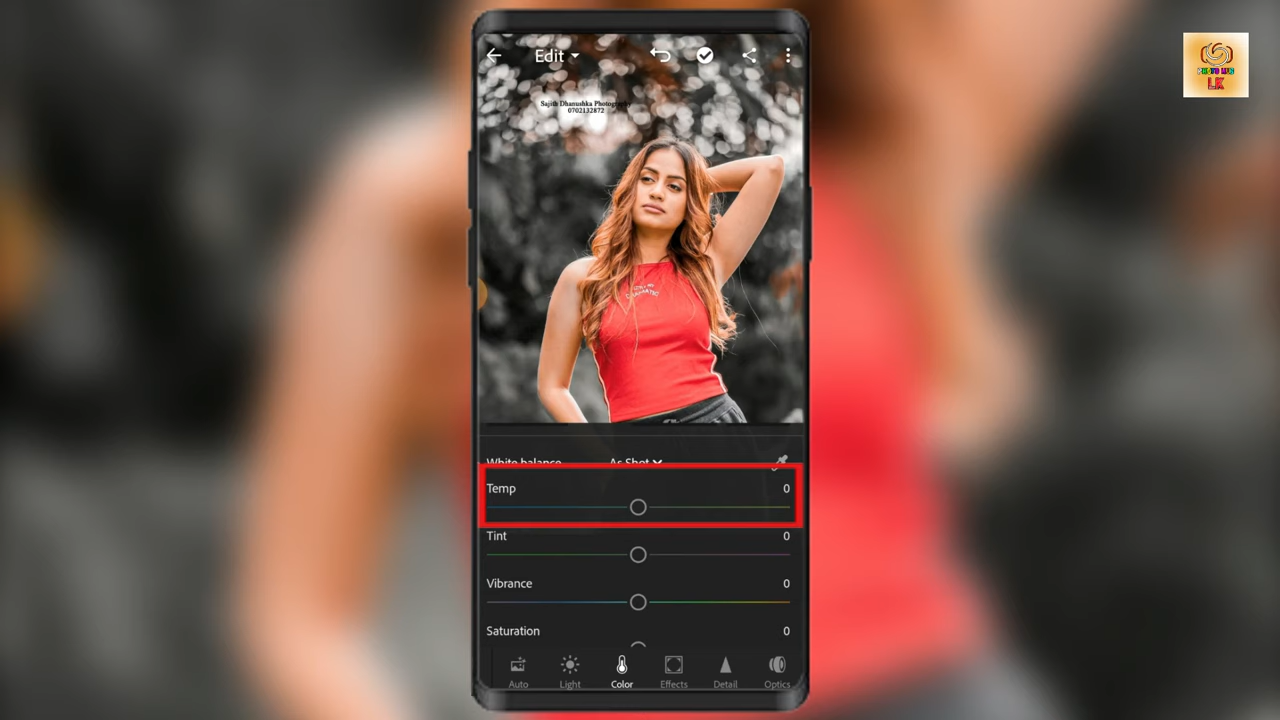 Edit
Sajith Dhanushka Photography
0702132872
LK
White balance As Shot
Temp 0
Tint 0
Vibrance 0
Saturation 0
Auto Light Color Effects Detail Optics